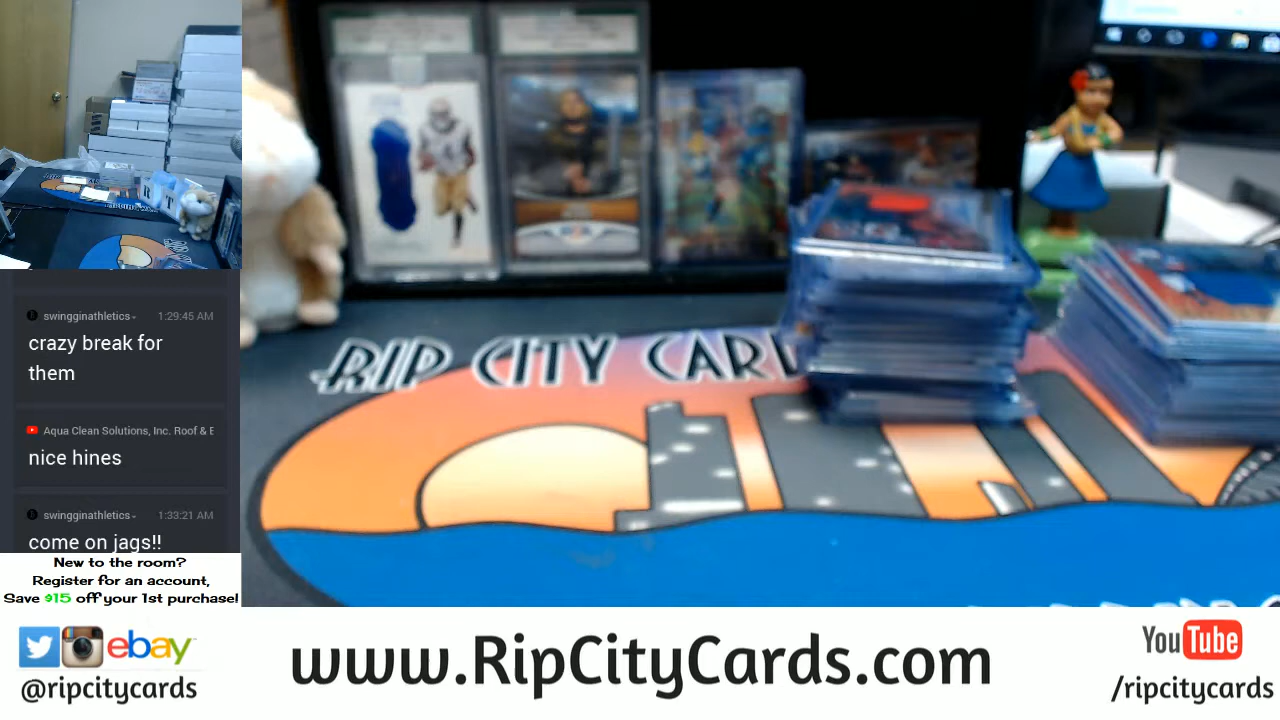 swingginathletics 1:29:45 AM
crazy break for
them
Aqua Clean Solutions, Inc. Roof & E
nice hines
swingginathletics 1:33:21 AM
come on jags!!
New to the room?
Register for an account,
Save $15 off your 1st purchase!
RIP CITY CARD
ebay
@ripcitycards
www.RipCityCards.com
YouTube
/ripcitycards